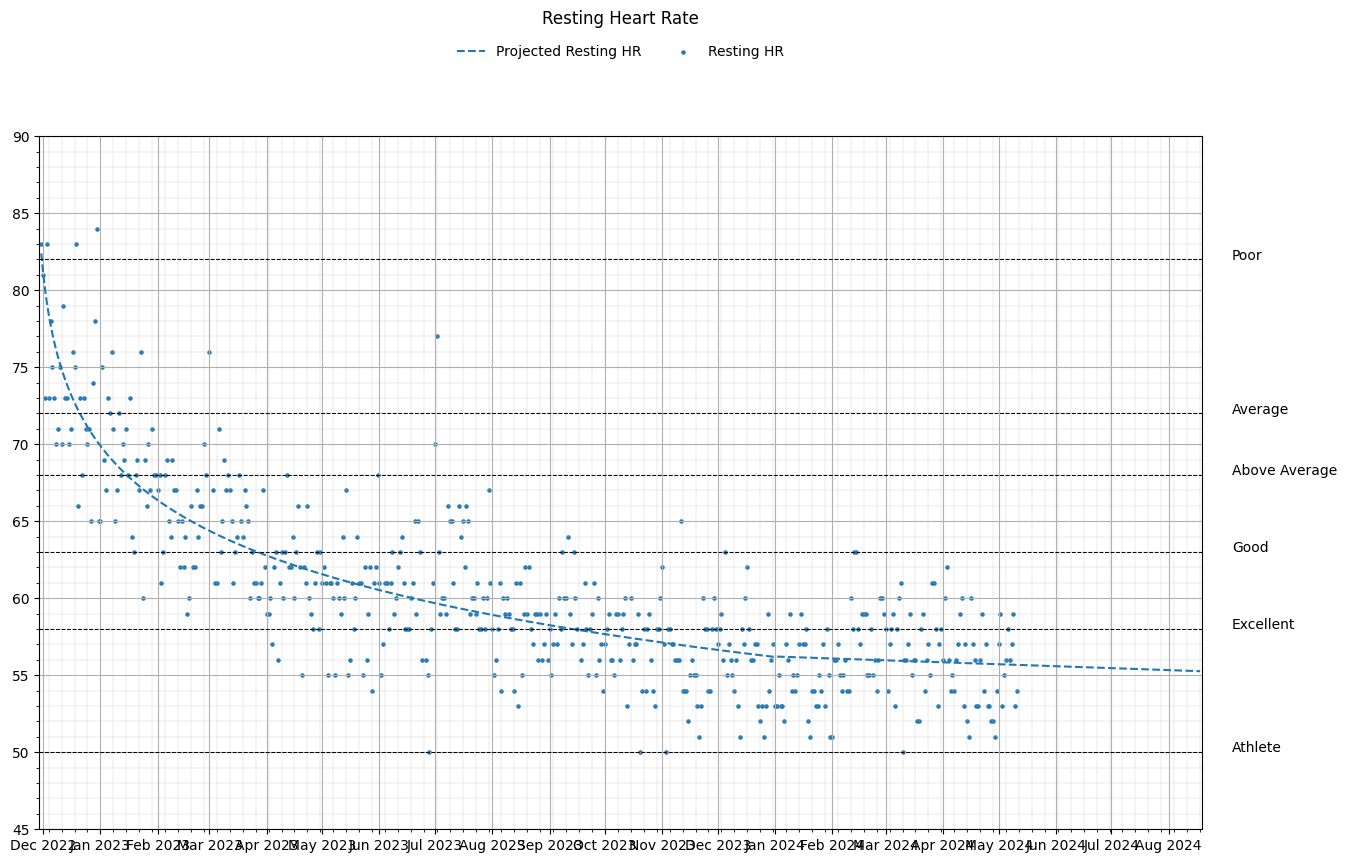 Resting Heart Rate
Projected Resting HR Resting HR
90
85
Poor
80
75
Average
70
Above Average
65
Good
60
Excellent
55
50
Athlete
45
Dec 2022 Jan 2023 Feb 2023 Mar 2023 Apr 2023 May 2023 Jun 2023 Jul 2023 Aug 2023 Sep 2023 Oct 2023 Nov 2023 Dec 2023 Jan 2024 Feb 2024 Mar 2024 Apr 2024 May 2024 Jun 2024 Jul 2024 Aug 2024